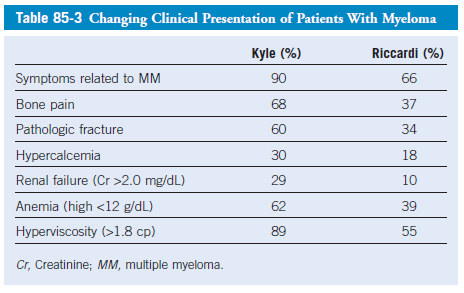 Table 85-3 Changing Clinical Presentation of Patients With Myeloma
Kyle (%) Riccardi (%)
Symptoms related to MM 90 66
Bone pain 68 37
Pathologic fracture 60 34
Hypercalcemia 30 18
Renal failure (Cr >2.0 mg/dL) 29 10
Anemia (high <12 g/dL) 62 39
Hyperviscosity (>1.8 cp) 89 55
Cr, Creatinine; MM, multiple myeloma.